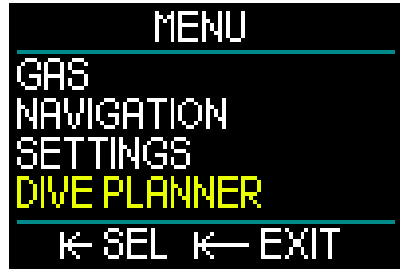 MENU
GAS
NAVIGATION
SETTINGS
DIVE PLANNER
SEL EXIT